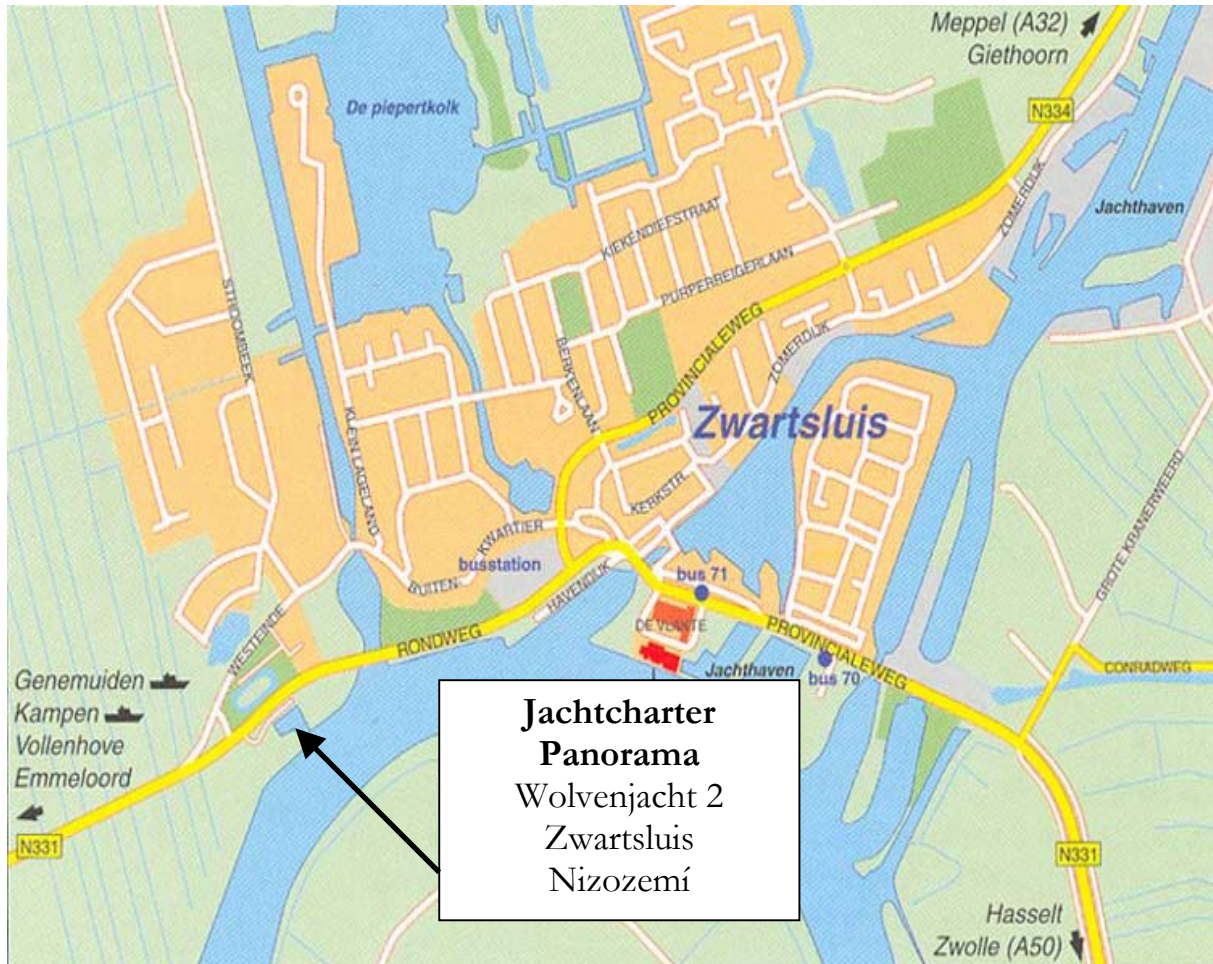 Meppel (A32)
Giethoorn
De piepertkolk
N334
ZOMERDIJK
Jachthaven
KIEKENDIEFSTRAAT
PURPERREIGERLAAN
STROOMBEEK
PROVINCIALEWEG
ZOMERDIJK
BERKENLAAN
KLEIN LAGELAND
Zwartsluis
KERKSTR.
GROTE KRANERWEERD
KWARTIER
busstation
BUITEN-
HAVENDIJK
bus 71
DE VLAKTE
PROVINCIALEWEG
WESTEINDE
RONDWEG
Jachthaven
bus 70
CONRADWEG
Genemuiden
Kampen
Vollenhove
Emmeloord
N331
Jachtcharter
Panorama
Wolvenjacht 2
Zwartsluis
Nizozemí
N331
Hasselt
Zwolle (A50)